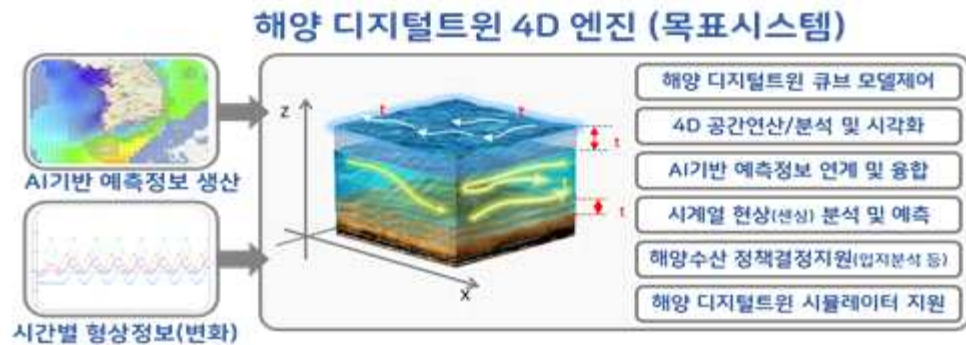 해양 디지털트윈 4D 엔진 (목표시스템)
AI기반 예측정보 생산
시간별 형상정보(변화)
z
t
t
t
t
x
해양 디지털트윈 큐브 모델제어
4D 공간연산/분석 및 시각화
AI기반 예측정보 연계 및 융합
시계열 현상(센싱) 분석 및 예측
해양수산 정책결정지원(입지분석 등)
해양 디지털트윈 시뮬레이터 지원